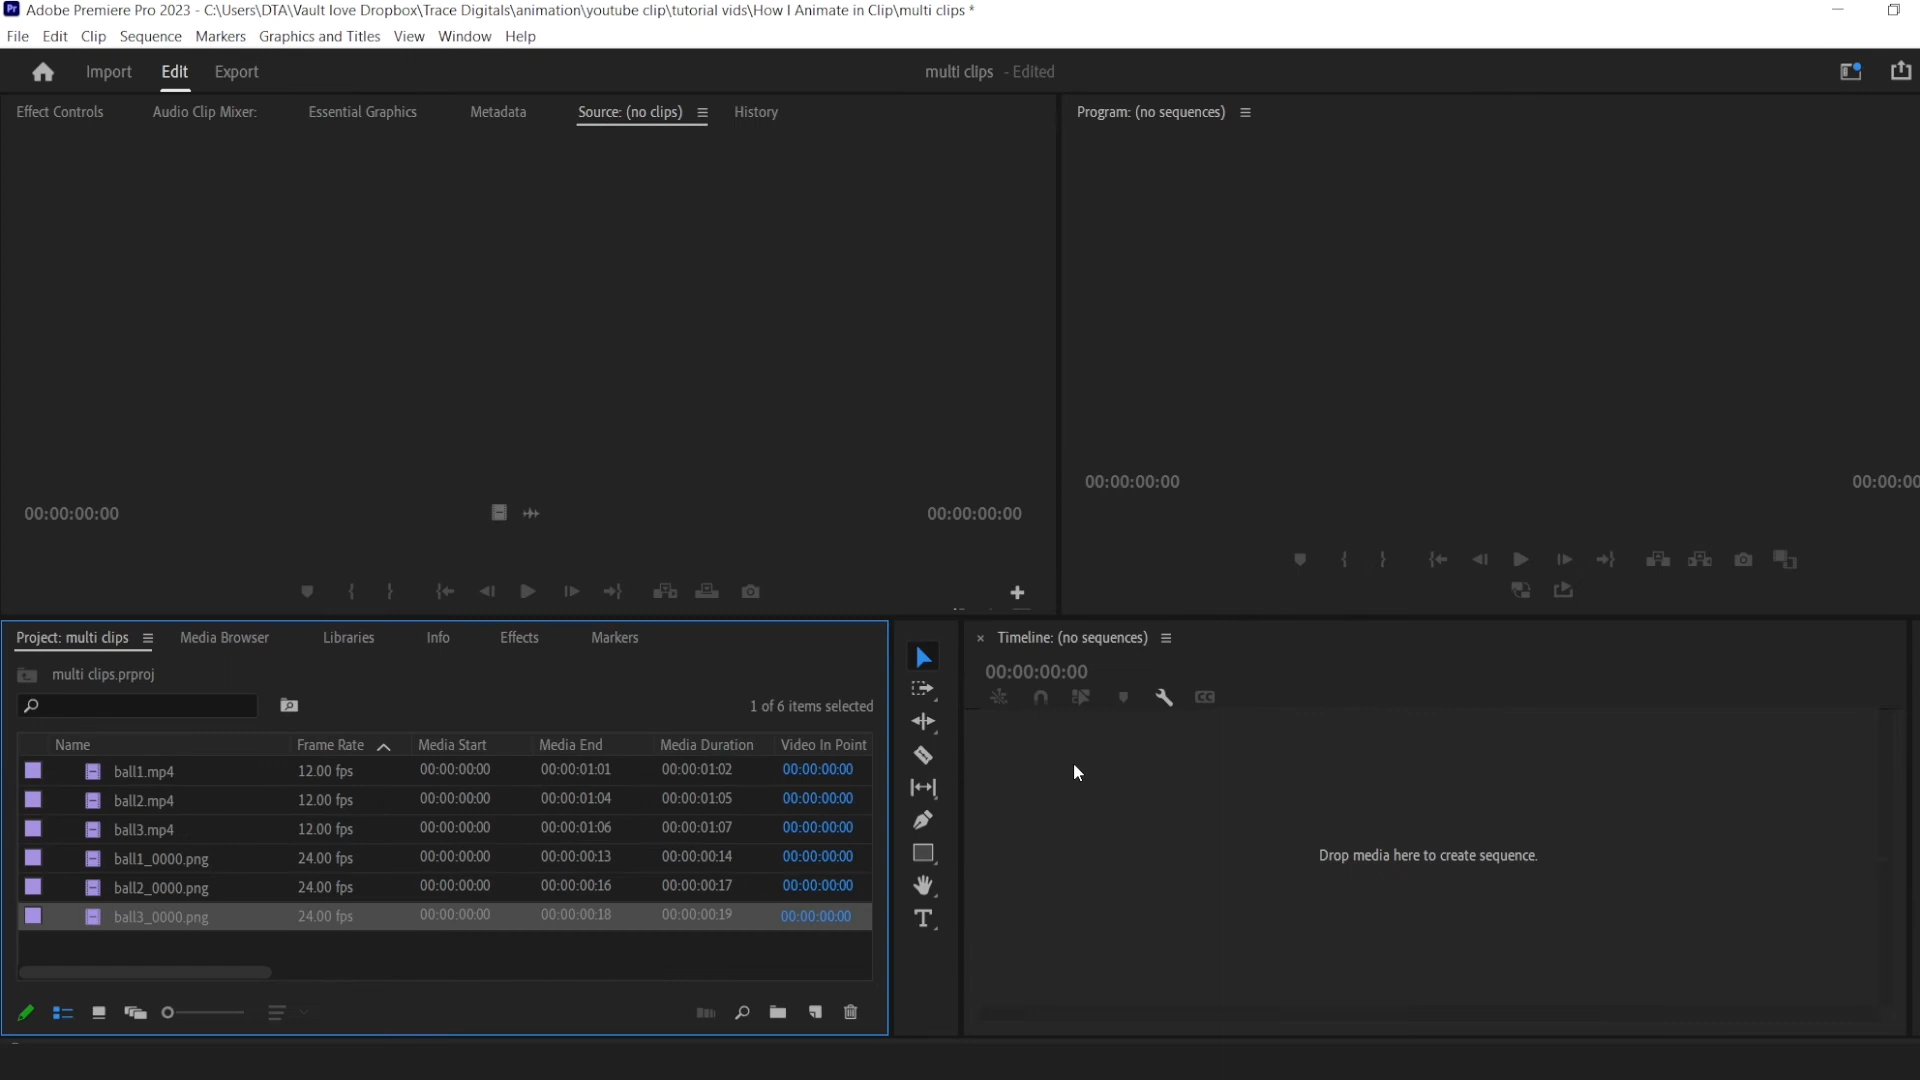 Adobe Premiere Pro 2023 - C:\Users\DTA\Vault love Dropbox\Trace Digitals\animation\youtube clip\tutorial vids\How I Animate in Clip\multi clips *
File Edit Clip Sequence Markers Graphics and Titles View Window Help
Import Edit Export multi clips - Edited
Effect Controls Audio Clip Mixer: Essential Graphics Metadata Source: (no clips) History Program: (no sequences)
00:00:00:00 00:00:00
00:00:00:00 00:00:00:00
Project: multi clips Media Browser Libraries Info Effects Markers × Timeline: (no sequences)
multi clips.prproj 00:00:00:00
1 of 6 items selected
Name Frame Rate Media Start Media End Media Duration Video In Point
ball1.mp4 12.00 fps 00:00:00:00 00:00:01:01 00:00:01:02 00:00:00:00
ball2.mp4 12.00 fps 00:00:00:00 00:00:01:04 00:00:01:05 00:00:00:00
ball3.mp4 12.00 fps 00:00:00:00 00:00:01:06 00:00:01:07 00:00:00:00
ball1_0000.png 24.00 fps 00:00:00:00 00:00:00:13 00:00:00:14 00:00:00:00
Drop media here to create sequence.
ball2_0000.png 24.00 fps 00:00:00:00 00:00:00:16 00:00:00:17 00:00:00:00
ball3_0000.png 24.00 fps 00:00:00:00 00:00:00:18 00:00:00:19 00:00:00:00